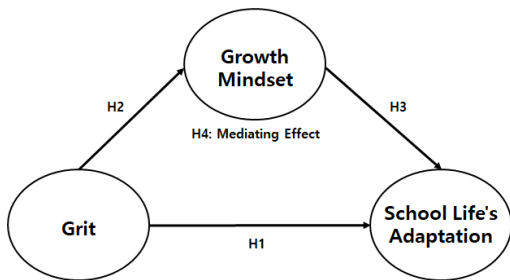 Growth
Mindset
H2
H3
H4: Mediating Effect
Grit
School Life's
Adaptation
H1